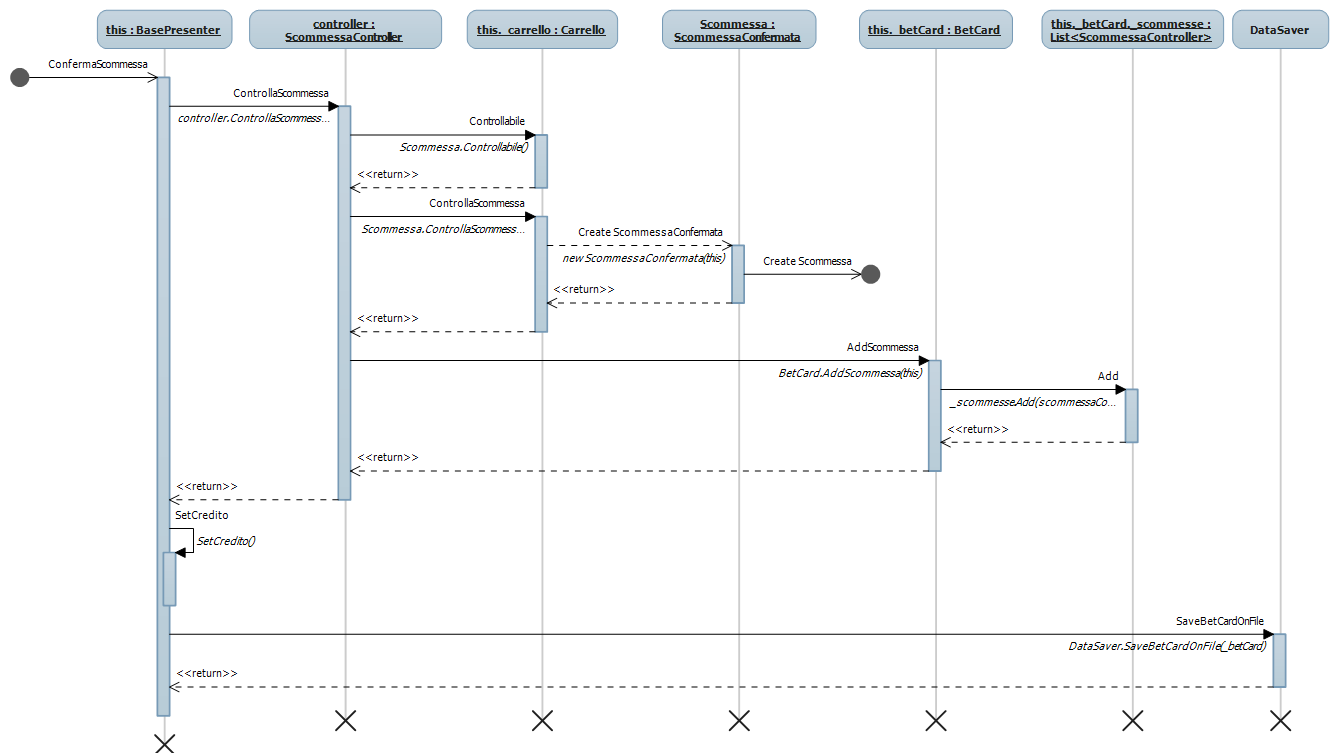 this : BasePresenter
controller :
ScommessaController
this._carrello : Carrello
Scommessa :
ScommessaConfermata
this._betCard : BetCard
this._betCard._scommesse :
List<ScommessaController>
DataSaver
ConfermaScommessa
ControllaScommessa
controller.ControllaScommess...
Controllabile
Scommessa.Controllabile()
<<return>>
ControllaScommessa
Scommessa.ControllaScommess...
Create ScommessaConfermata
new ScommessaConfermata(this)
Create Scommessa
<<return>>
<<return>>
AddScommessa
BetCard.AddScommessa(this)
Add
_scommesse.Add(scommessaCo...
<<return>>
<<return>>
<<return>>
SetCredito
SetCredito()
SaveBetCardOnFile
DataSaver.SaveBetCardOnFile(_betCard)
<<return>>